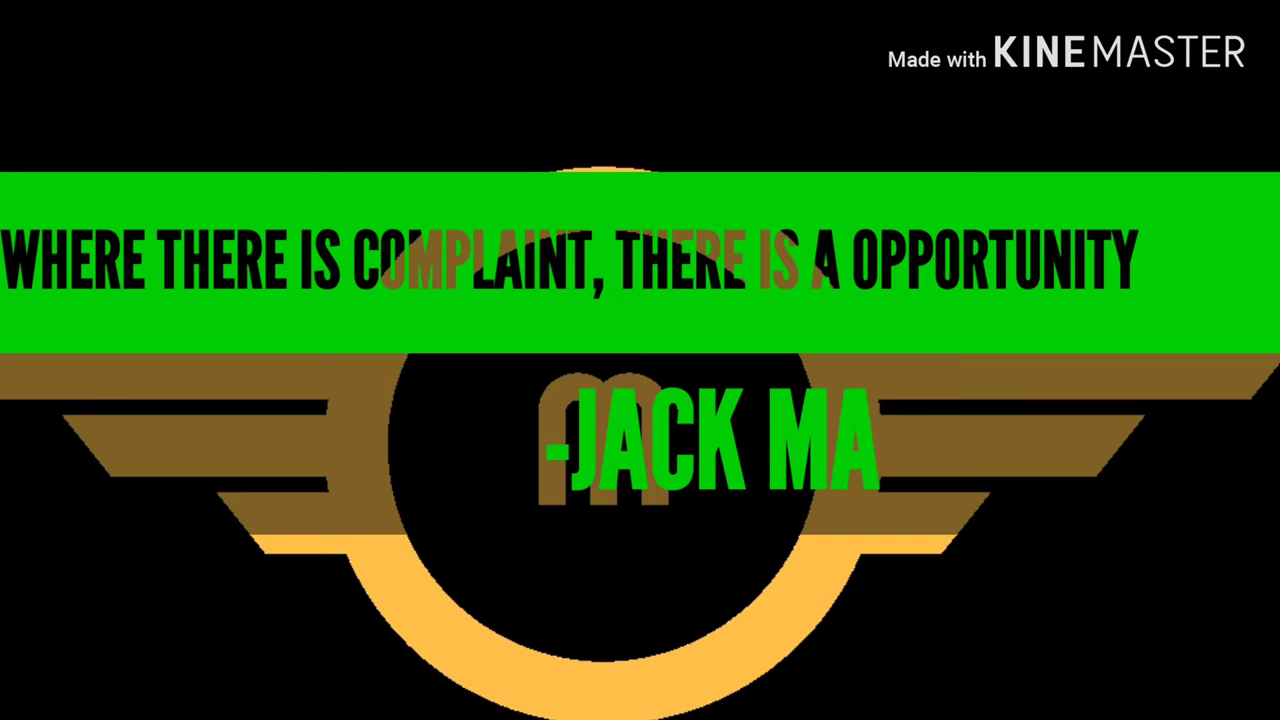 Made with KINEMASTER
WHERE THERE IS COMPLAINT, THERE IS A OPPORTUNITY
m
-JACK MA